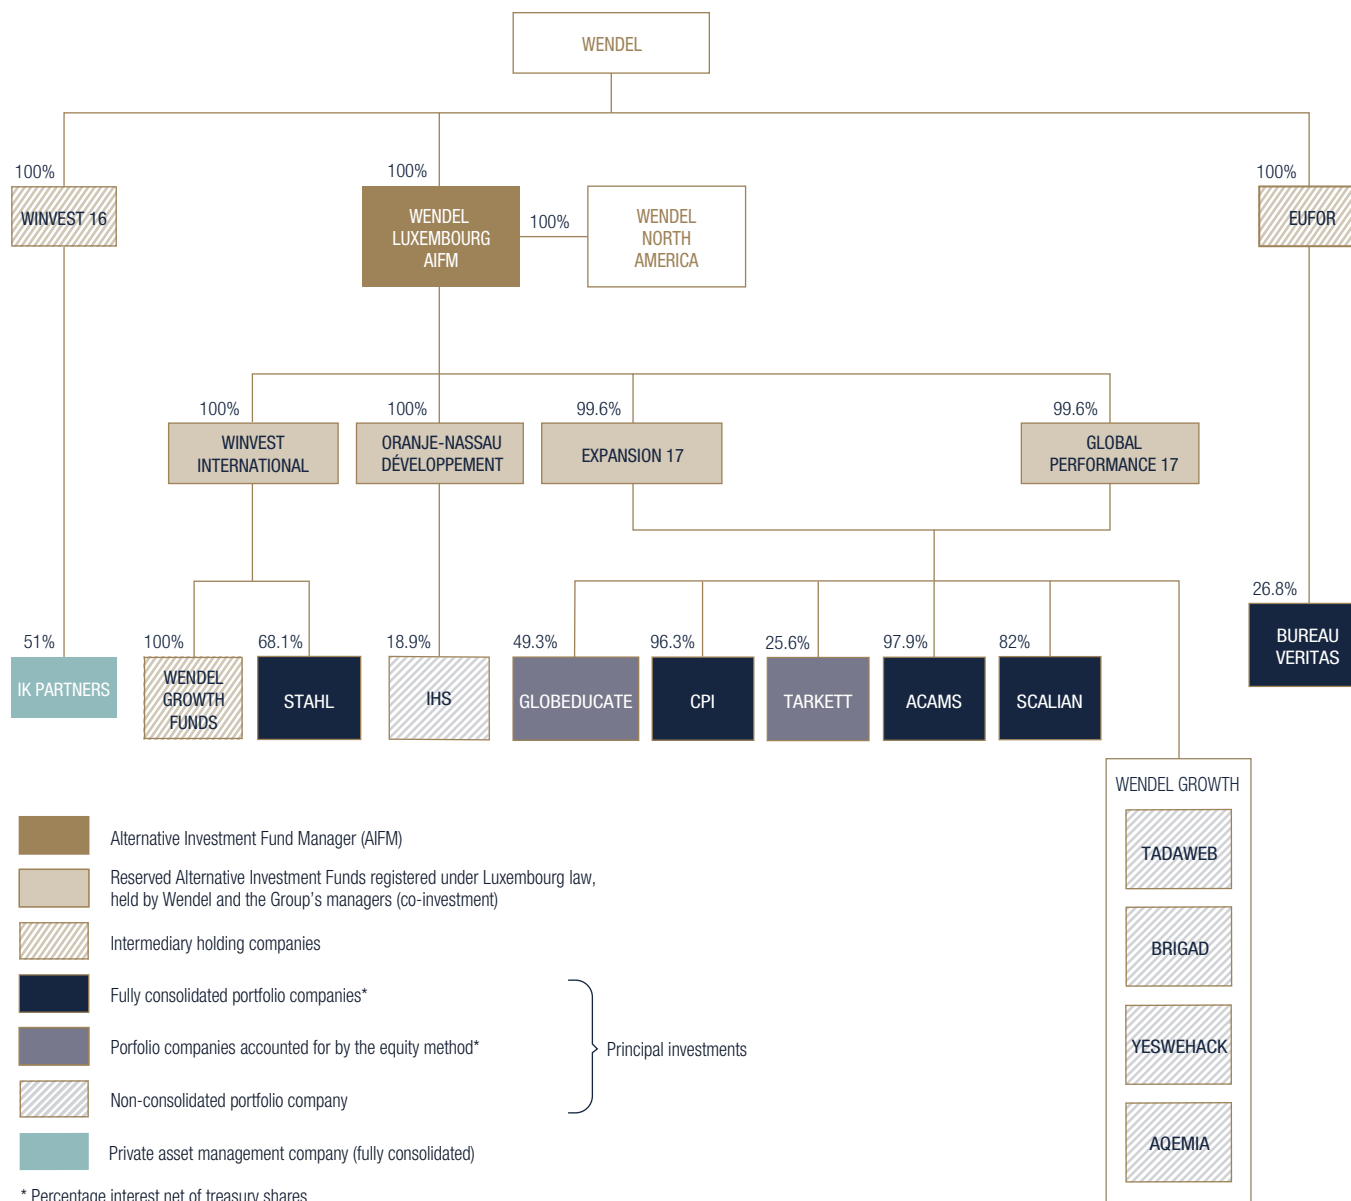 WENDEL
100%
100%
100%
WINVEST 16
WENDEL
LUXEMBOURG
AIFM
100%
WENDEL
NORTH
AMERICA
EUFOR
100%
100%
99.6%
99.6%
WINVEST
INTERNATIONAL
ORANJE-NASSAU
DÉVELOPPEMENT
EXPANSION 17
GLOBAL
PERFORMANCE 17
26.8%
BUREAU
VERITAS
51%
100%
68.1%
18.9%
49.3%
96.3%
25.6%
97.9%
82%
IK PARTNERS
WENDEL
GROWTH
FUNDS
STAHL
IHS
GLOBEDUCATE
CPI
TARKETT
ACAMS
SCALIAN
WENDEL GROWTH
TADAWEB
BRIGAD
YESWEHACK
AQEMIA
Alternative Investment Fund Manager (AIFM)
Reserved Alternative Investment Funds registered under Luxembourg law,
held by Wendel and the Group's managers (co-investment)
Intermediary holding companies
Fully consolidated portfolio companies*
Porfolio companies accounted for by the equity method*
Principal investments
Non-consolidated portfolio company
Private asset management company (fully consolidated)
* Percentage interest net of treasury shares